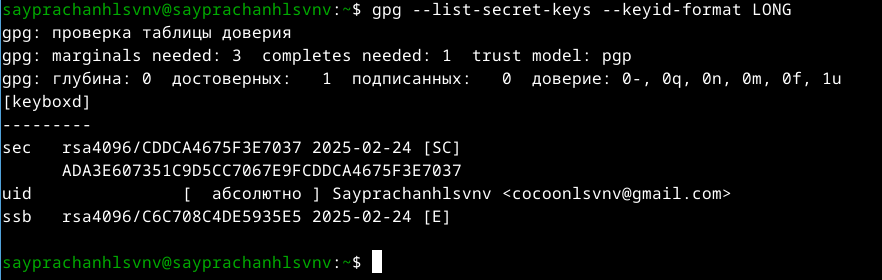 sayprachanhlsvnv@sayprachanhlsvnv:~$ gpg --list-secret-keys --keyid-format LONG
gpg: проверка таблицы доверия
gpg: marginals needed: 3  completes needed: 1  trust model: pgp
gpg: глубина: 0  достоверных:   1  подписанных:   0  доверие: 0-, 0q, 0n, 0m, 0f, 1u
[keyboxd]
---------
sec   rsa4096/CDDCA4675F3E7037 2025-02-24 [SC]
      ADA3E607351C9D5CC7067E9FCDDCA4675F3E7037
uid               [  абсолютно ] Sayprachanhlsvnv <cocoonlsvnv@gmail.com>
ssb   rsa4096/C6C708C4DE5935E5 2025-02-24 [E]
sayprachanhlsvnv@sayprachanhlsvnv:~$